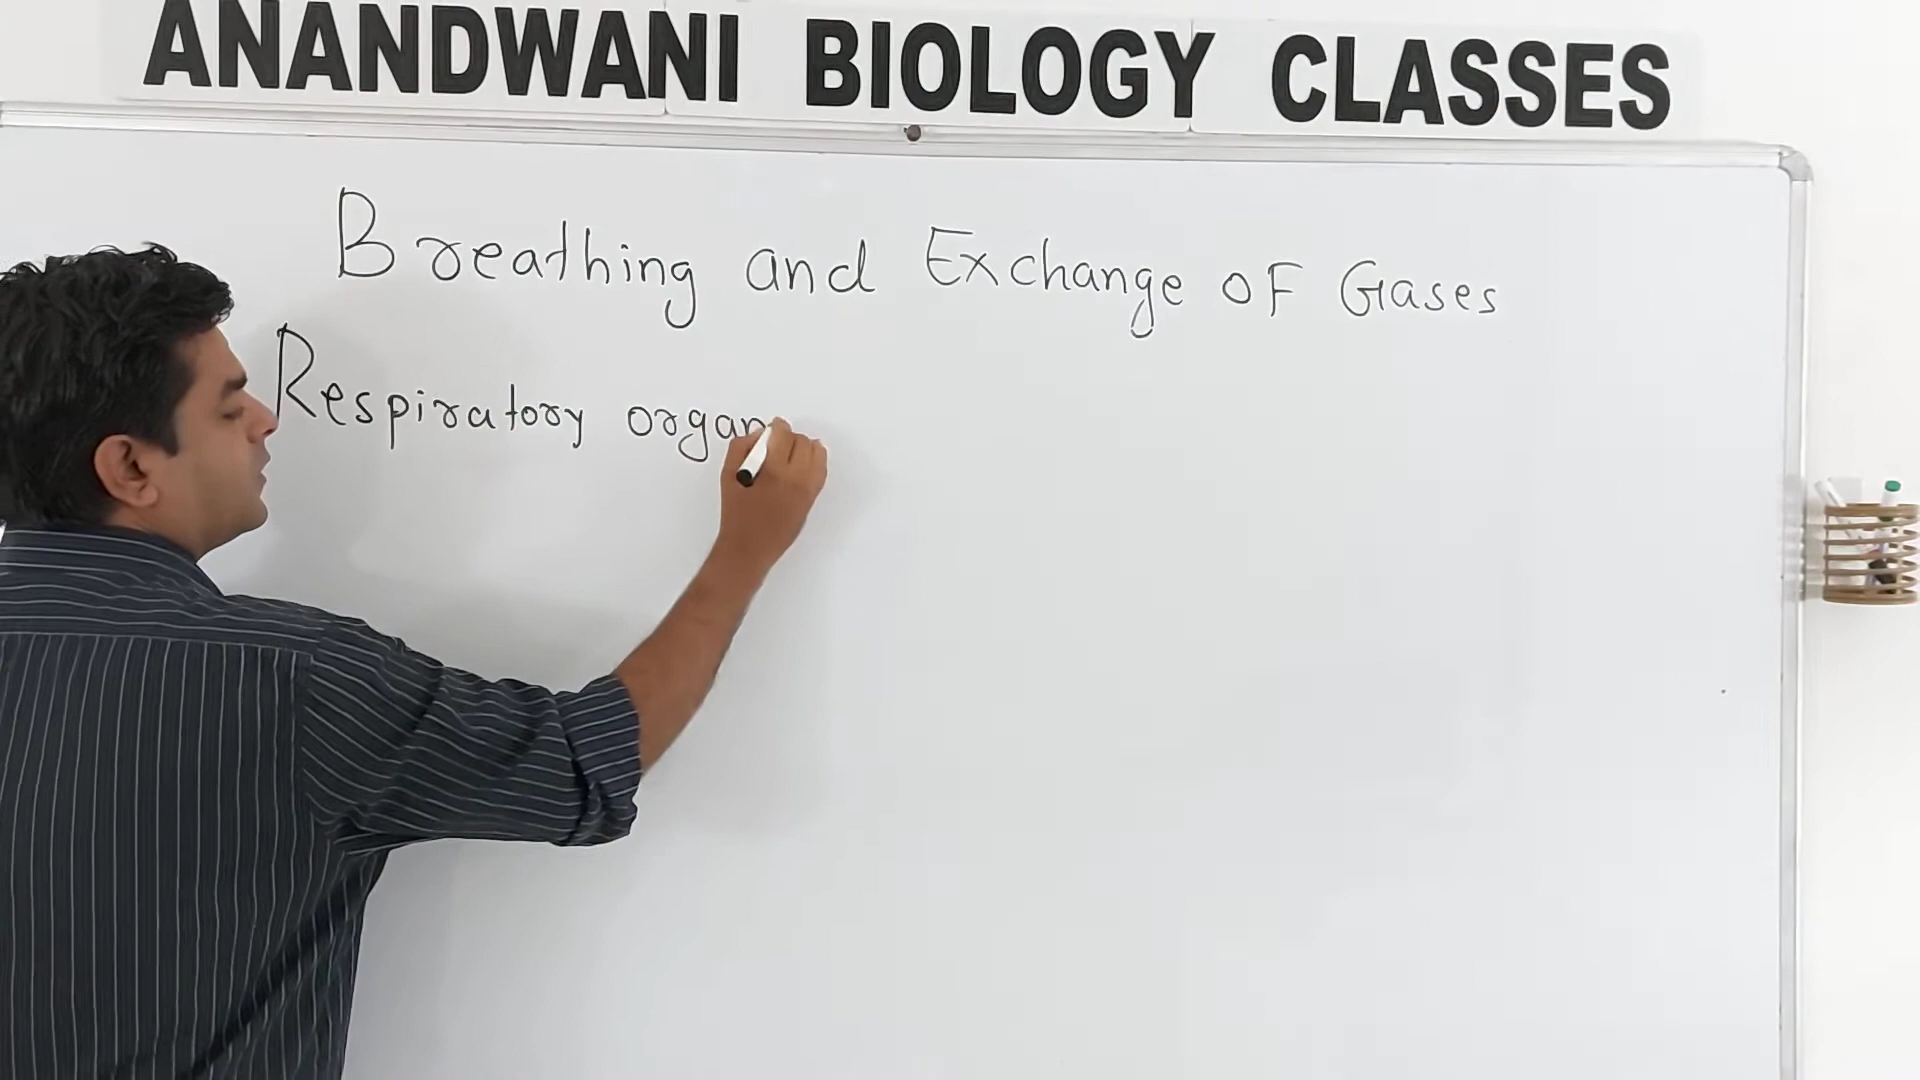 ANANDWANI BIOLOGY CLASSES
Breathing and Exchange OF Gases
Respiratory organ